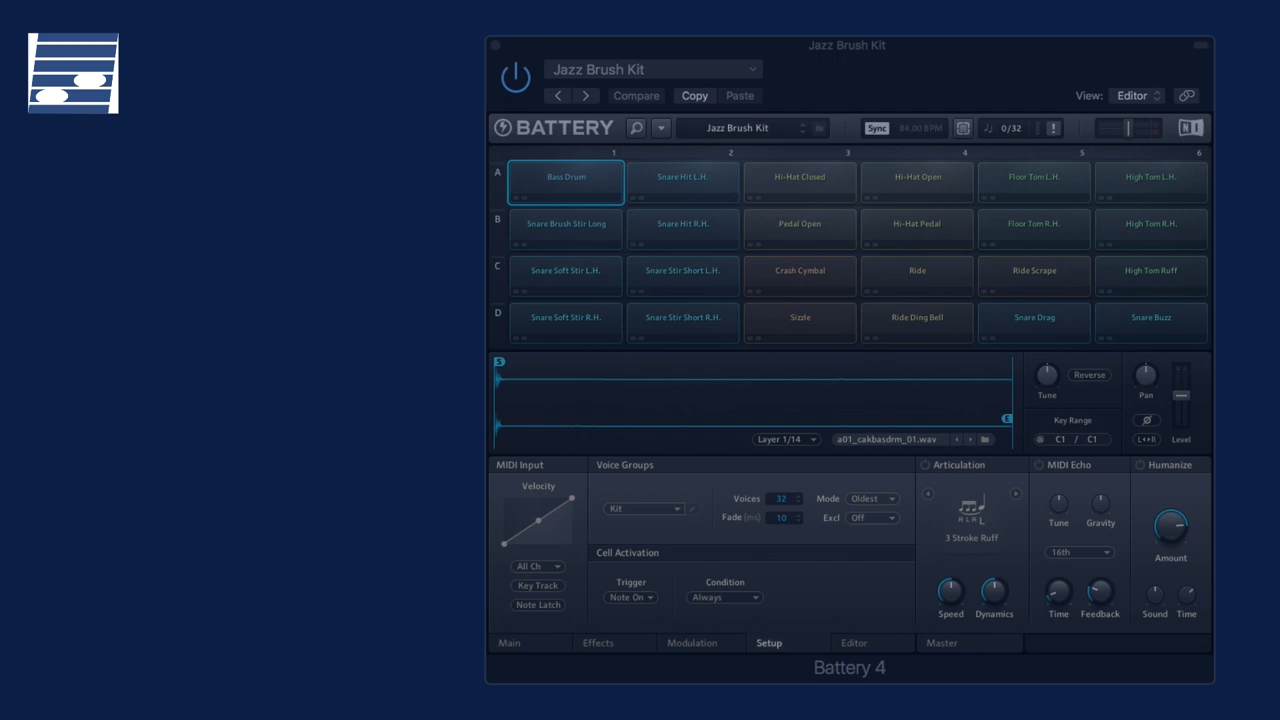 Jazz Brush Kit
Jazz Brush Kit
Compare Copy Paste View: Editor
BATTERY Jazz Brush Kit Sync 84.00 BPM 0/32 ! NI
1 2 3 4 5 6
A Bass Drum Snare Hit L.H. Hi-Hat Closed Hi-Hat Open Floor Tom L.H. High Tom L.H.
B Snare Brush Stir Long Snare Hit R.H. Pedal Open Hi-Hat Pedal Floor Tom R.H. High Tom R.H.
C Snare Soft Stir L.H. Snare Stir Short L.H. Crash Cymbal Ride Ride Scrape High Tom Ruff
D Snare Soft Stir R.H. Snare Stir Short R.H. Sizzle Ride Ding Bell Snare Drag Snare Buzz
S
Reverse
Tune Pan
E Key Range
Layer 1/14 a01_cakbasdrm_01.wav C1 / C1 L R Level
MIDI Input Voice Groups Articulation MIDI Echo Humanize
Velocity
Kit Voices 32 Mode Oldest
Fade (ms) 10 Excl Off
R L R L Tune Gravity
3 Stroke Ruff
Cell Activation 16th Amount
All Ch
Trigger Condition
Key Track
Note On Always
Note Latch Speed Dynamics Time Feedback Sound Time
Main Effects Modulation Setup Editor Master
Battery 4